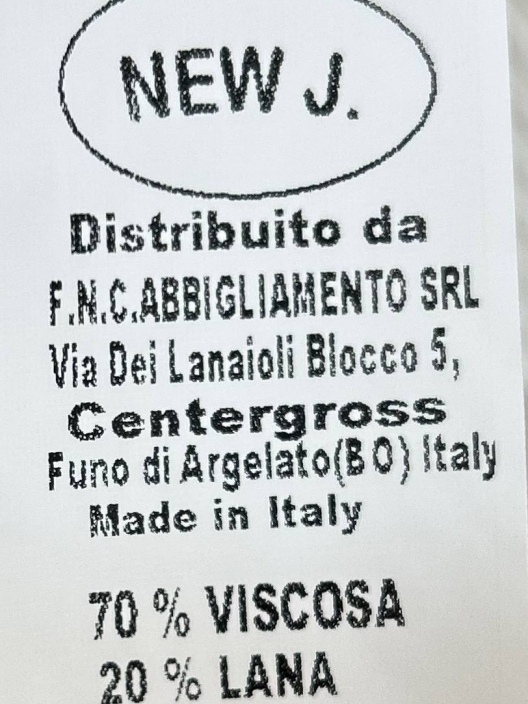 NEW J.
Distribuito da
F.N.C.ABBIGLIAMENTO SRL
Via Dei Lanaioli Blocco 5,
Centergross
Funo di Argelato(BO) Italy
Made in Italy
70 % VISCOSA
20 % LANA